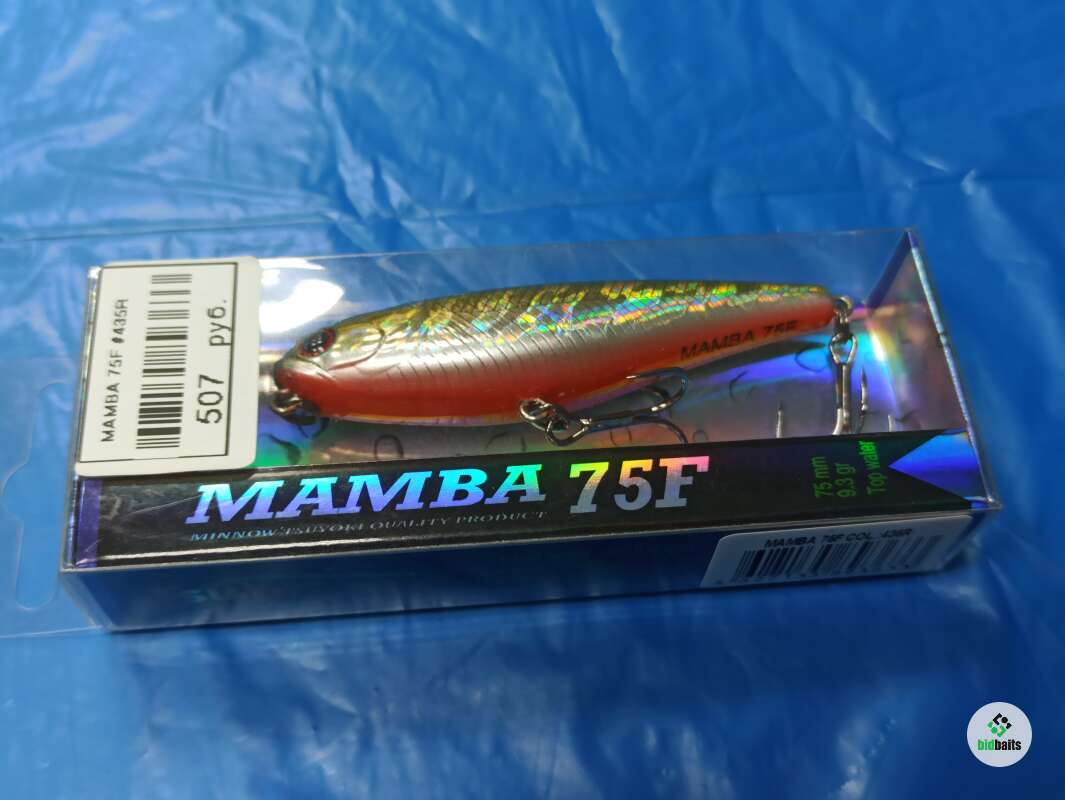 MAMBA 75F #435R
507 руб.
MAMBA 75F
MAMBA 75F
MINNOW TSUYOKI QUALITY PRODUCT
75 mm
9.3 gr
Top water
MAMBA 75F COL. 435R
bidbaits